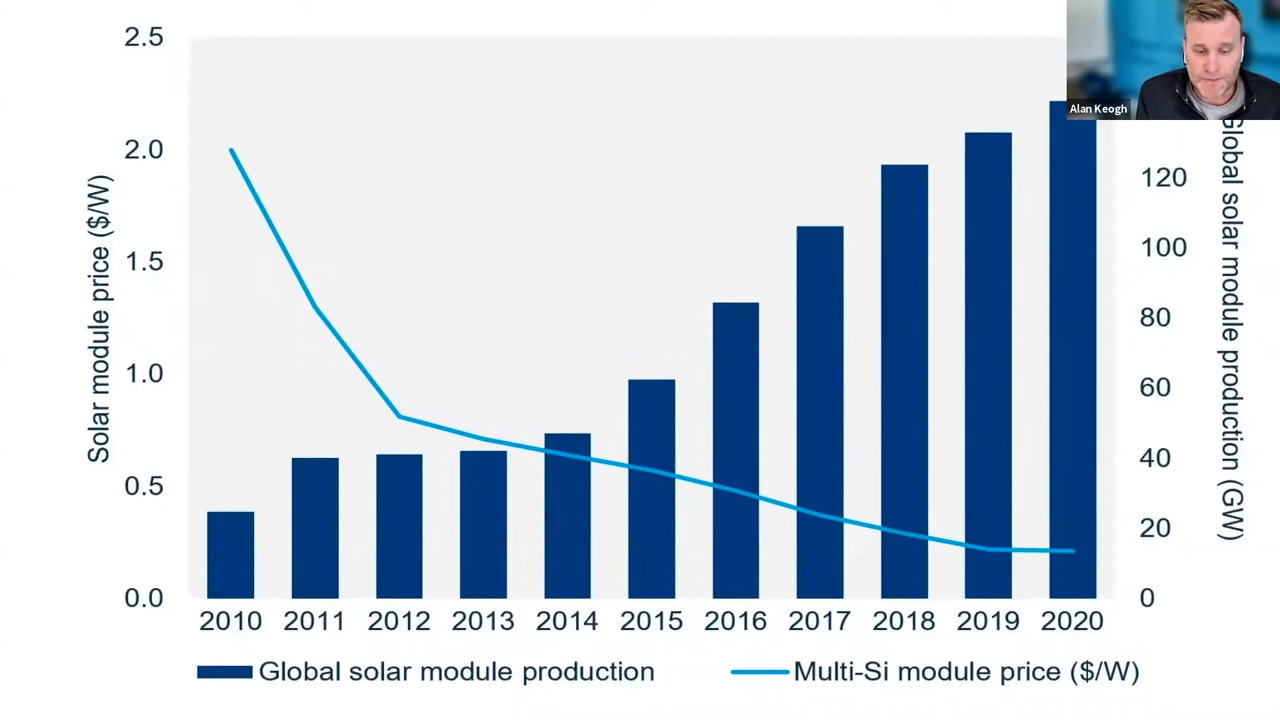 2.5
2.0
1.5
1.0
0.5
0.0
Solar module price ($/W)
Alan Keogh
120
100
80
60
40
20
0
Global solar module production (GW)
2010 2011 2012 2013 2014 2015 2016 2017 2018 2019 2020
Global solar module production
Multi-Si module price ($/W)